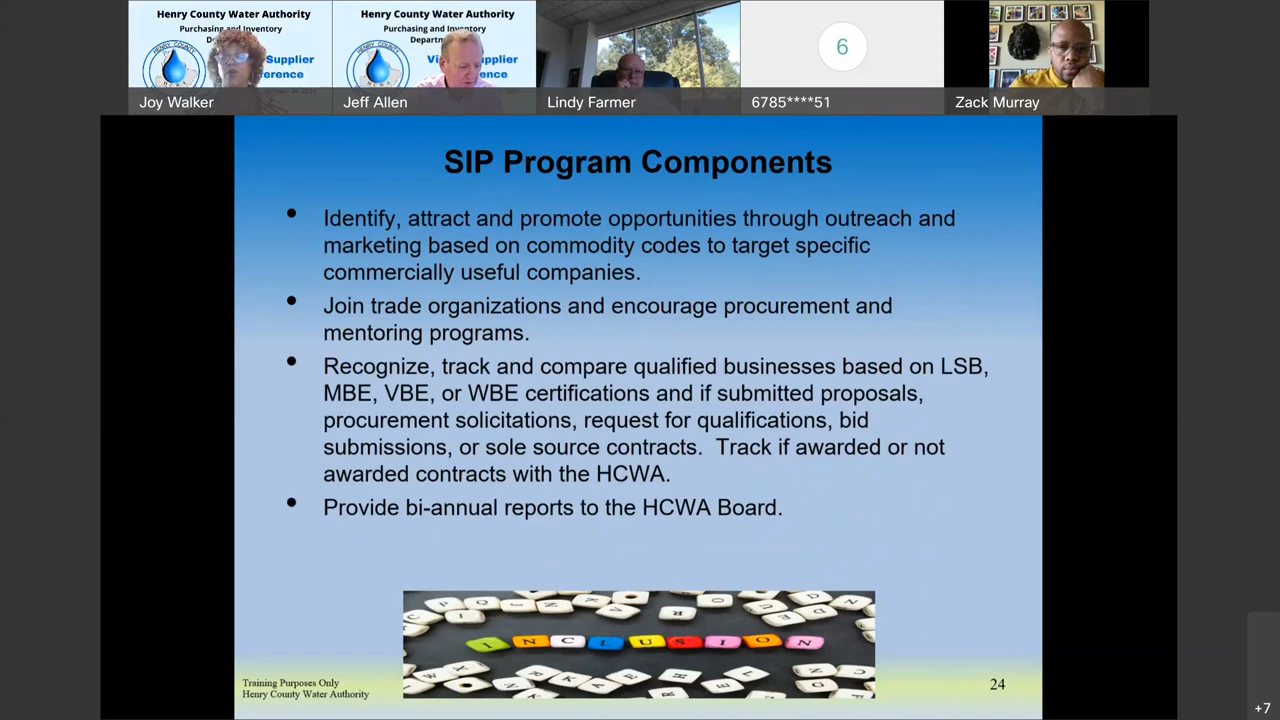 Henry County Water Authority
Purchasing and Inventory
Supplier
Joy Walker
Henry County Water Authority
Purchasing and Inventory
Jeff Allen
Lindy Farmer
6
6785****51
Zack Murray
SIP Program Components
• Identify, attract and promote opportunities through outreach and
marketing based on commodity codes to target specific
commercially useful companies.
• Join trade organizations and encourage procurement and
mentoring programs.
• Recognize, track and compare qualified businesses based on LSB,
MBE, VBE, or WBE certifications and if submitted proposals,
procurement solicitations, request for qualifications, bid
submissions, or sole source contracts. Track if awarded or not
awarded contracts with the HCWA.
• Provide bi-annual reports to the HCWA Board.
INCLUSION
Training Purposes Only
Henry County Water Authority
24
+7